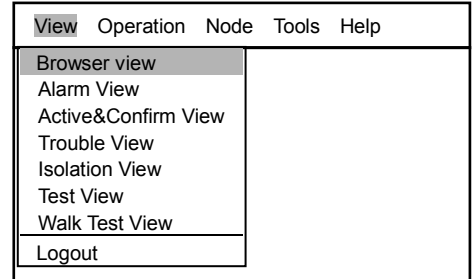 View Operation Node Tools Help
Browser view
Alarm View
Active&Confirm View
Trouble View
Isolation View
Test View
Walk Test View
Logout